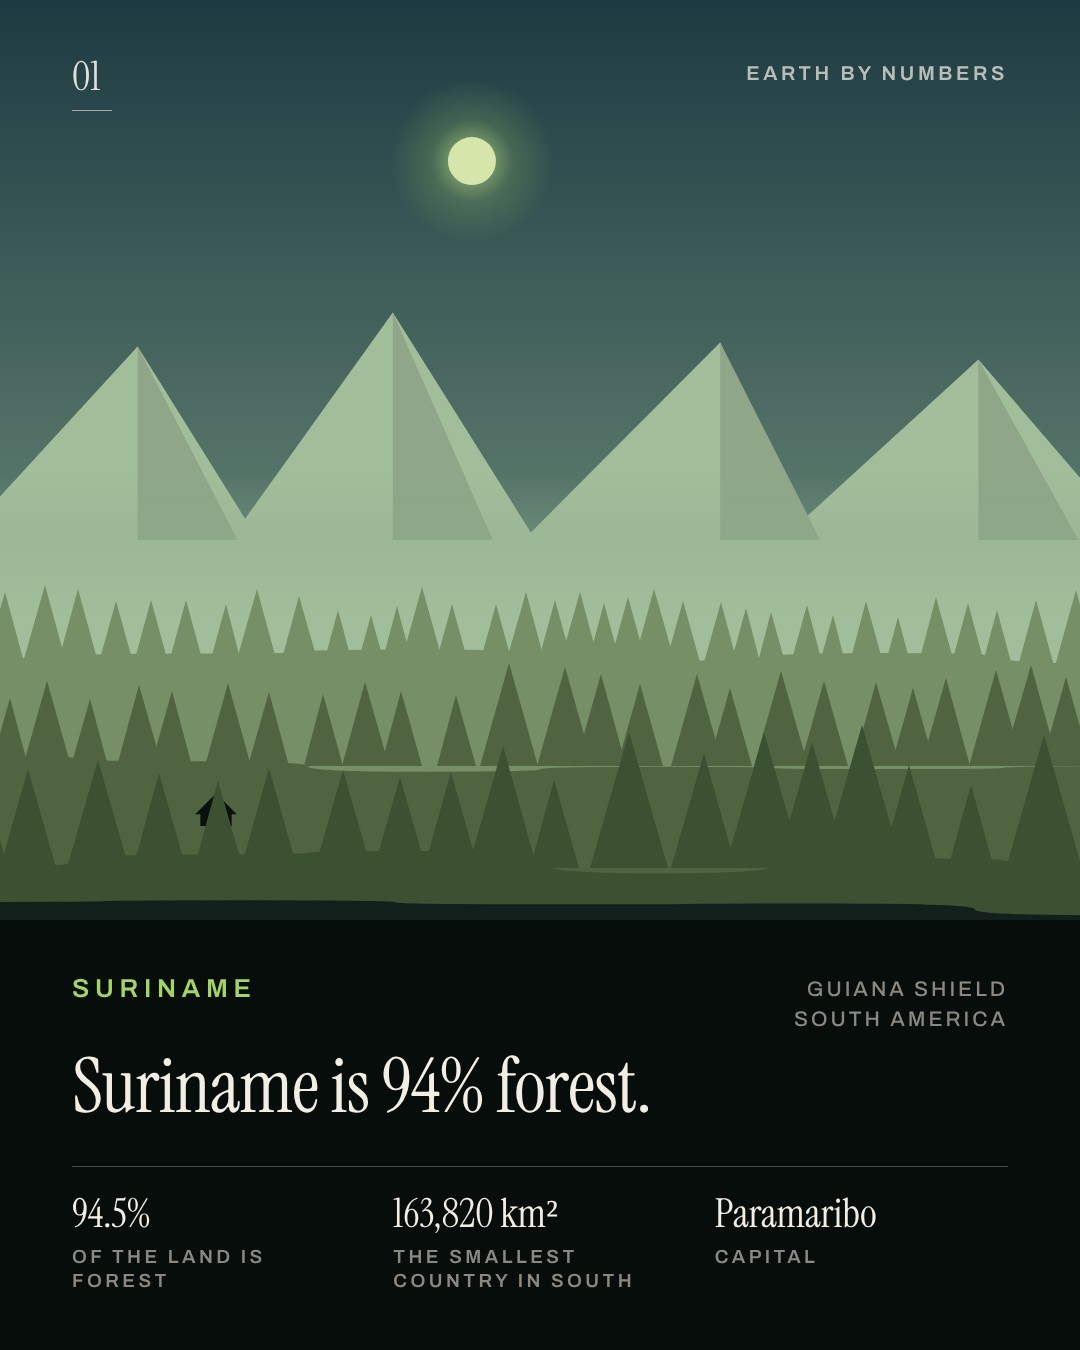 01
EARTH BY NUMBERS
SURINAME
GUIANA SHIELD
SOUTH AMERICA
Suriname is 94% forest.
94.5%
OF THE LAND IS
FOREST
163,820 km²
THE SMALLEST
COUNTRY IN SOUTH
Paramaribo
CAPITAL